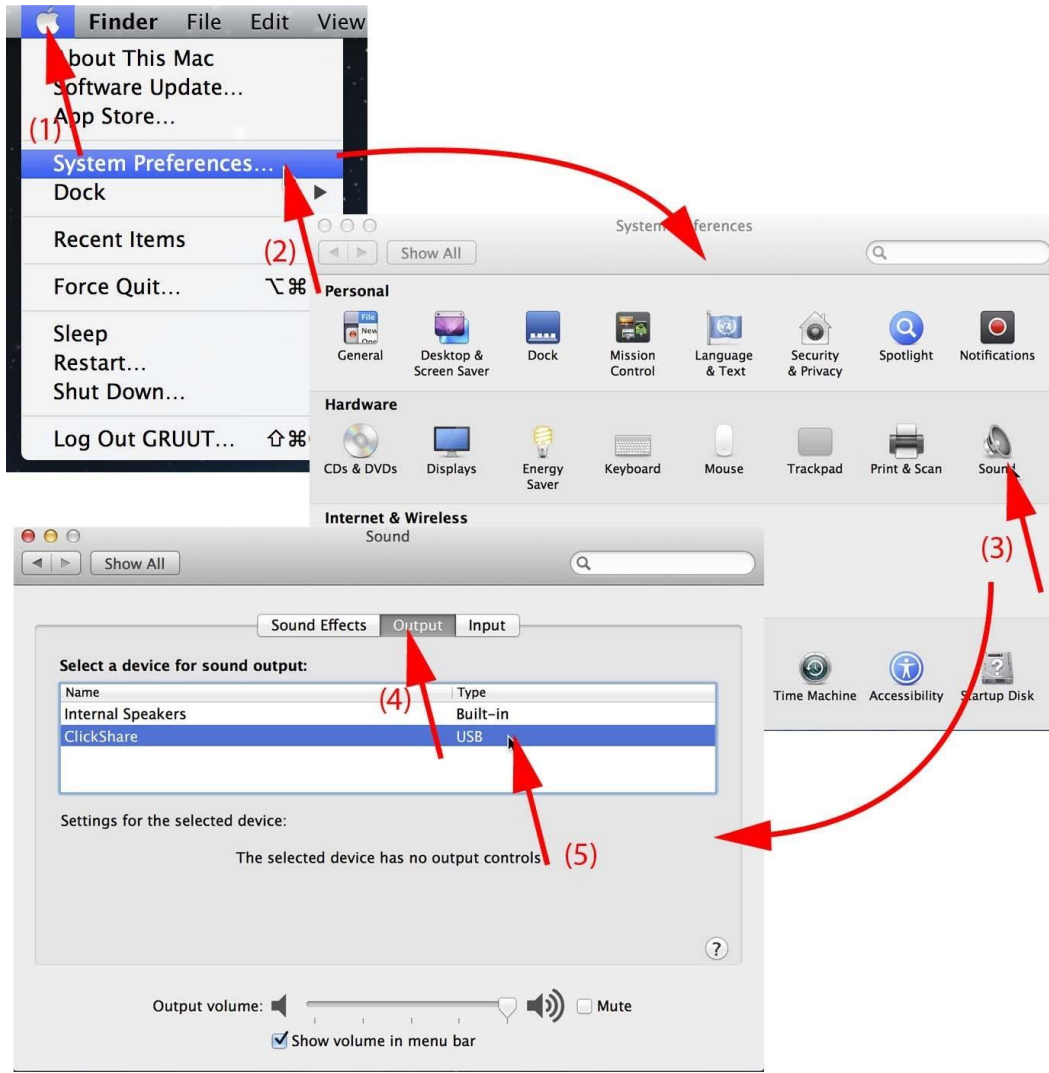 Finder File Edit View
About This Mac
Software Update...
App Store...
(1)
System Preferences...
Dock
Recent Items
(2)
Force Quit... ⌥⌘
Sleep
Restart...
Shut Down...
Log Out GRUUT... ⇧⌘
System Preferences
Show All
Personal
File
New
General
Desktop & Screen Saver
Dock
Mission Control
Language & Text
Security & Privacy
Spotlight
Notifications
Hardware
CDs & DVDs
Displays
Energy Saver
Keyboard
Mouse
Trackpad
Print & Scan
Sound
(3)
Internet & Wireless
Time Machine
Accessibility
Startup Disk
Sound
Show All
Sound Effects Output Input
(4)
Select a device for sound output:
Name Type
Internal Speakers Built-in
ClickShare USB
(5)
Settings for the selected device:
The selected device has no output controls
?
Output volume: Mute
Show volume in menu bar